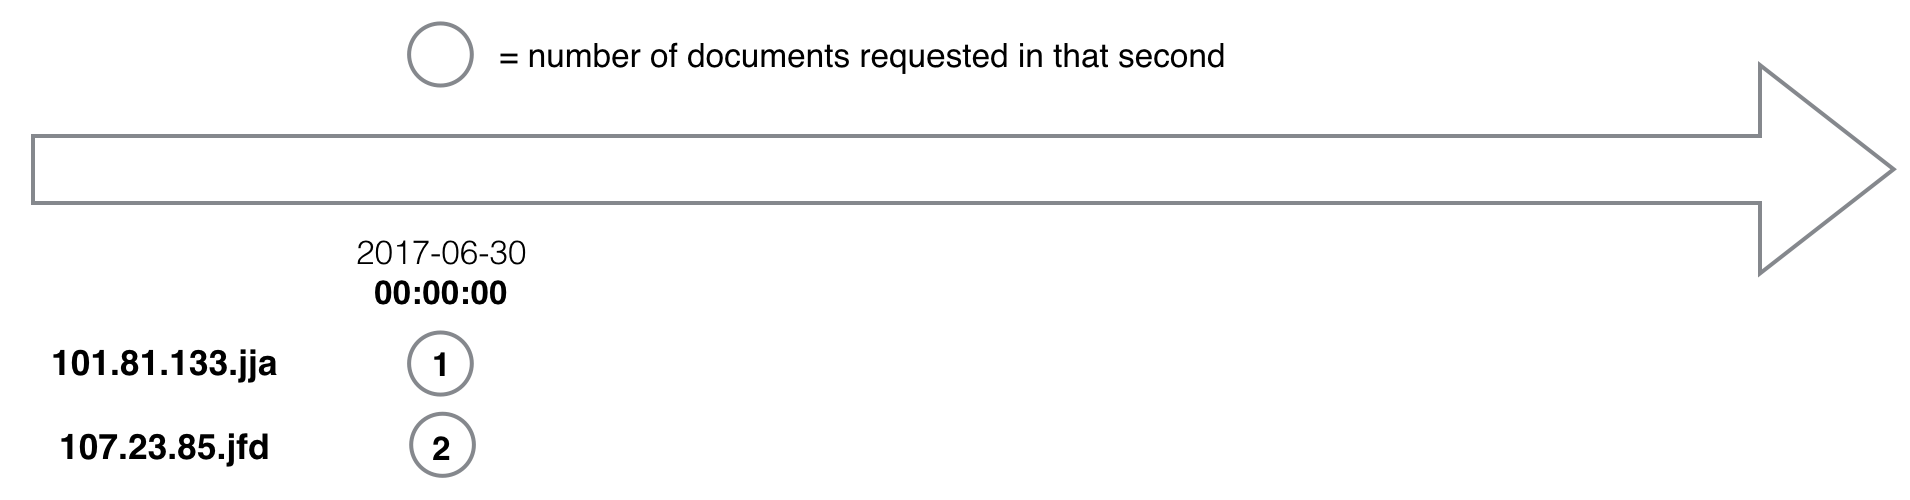 = number of documents requested in that second
2017-06-30
00:00:00
101.81.133.jja
1
107.23.85.jfd
2